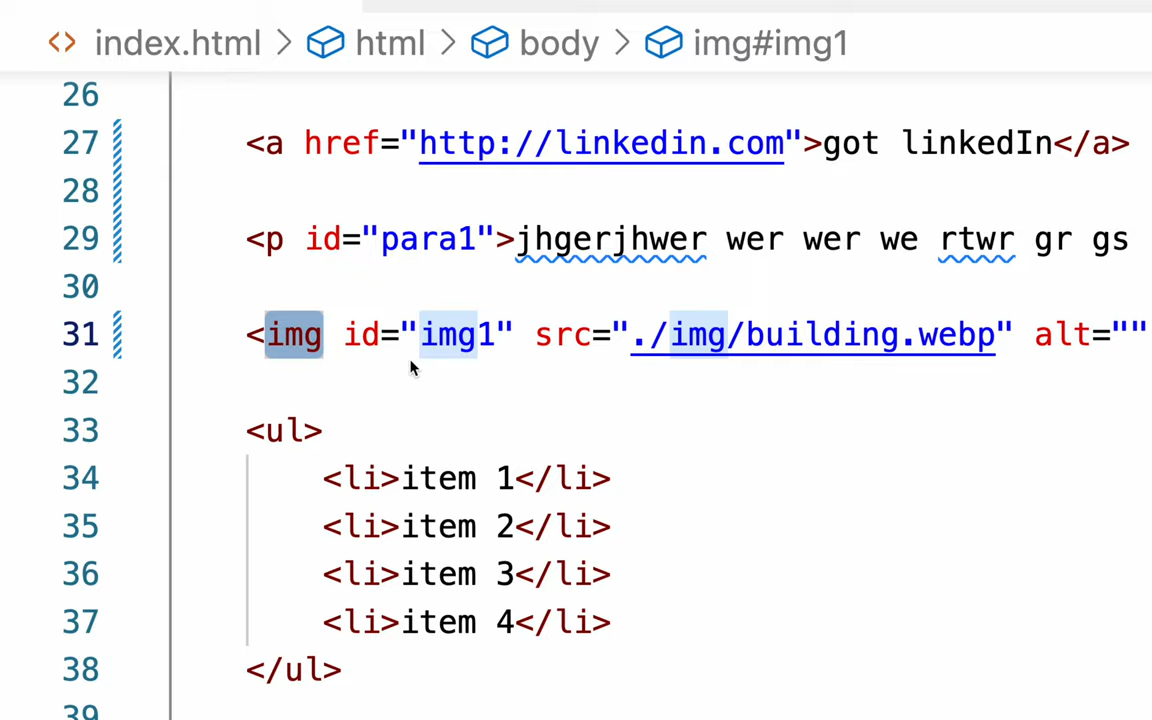 index.html > html > body > img#img1
26
27 <a href="http://linkedin.com">got linkedIn</a>
28
29 <p id="para1">jhgerjhwer wer wer we rtwr gr gs
30
31 <img id="img1" src="./img/building.webp" alt=""
32
33 <ul>
34 <li>item 1</li>
35 <li>item 2</li>
36 <li>item 3</li>
37 <li>item 4</li>
38 </ul>
39